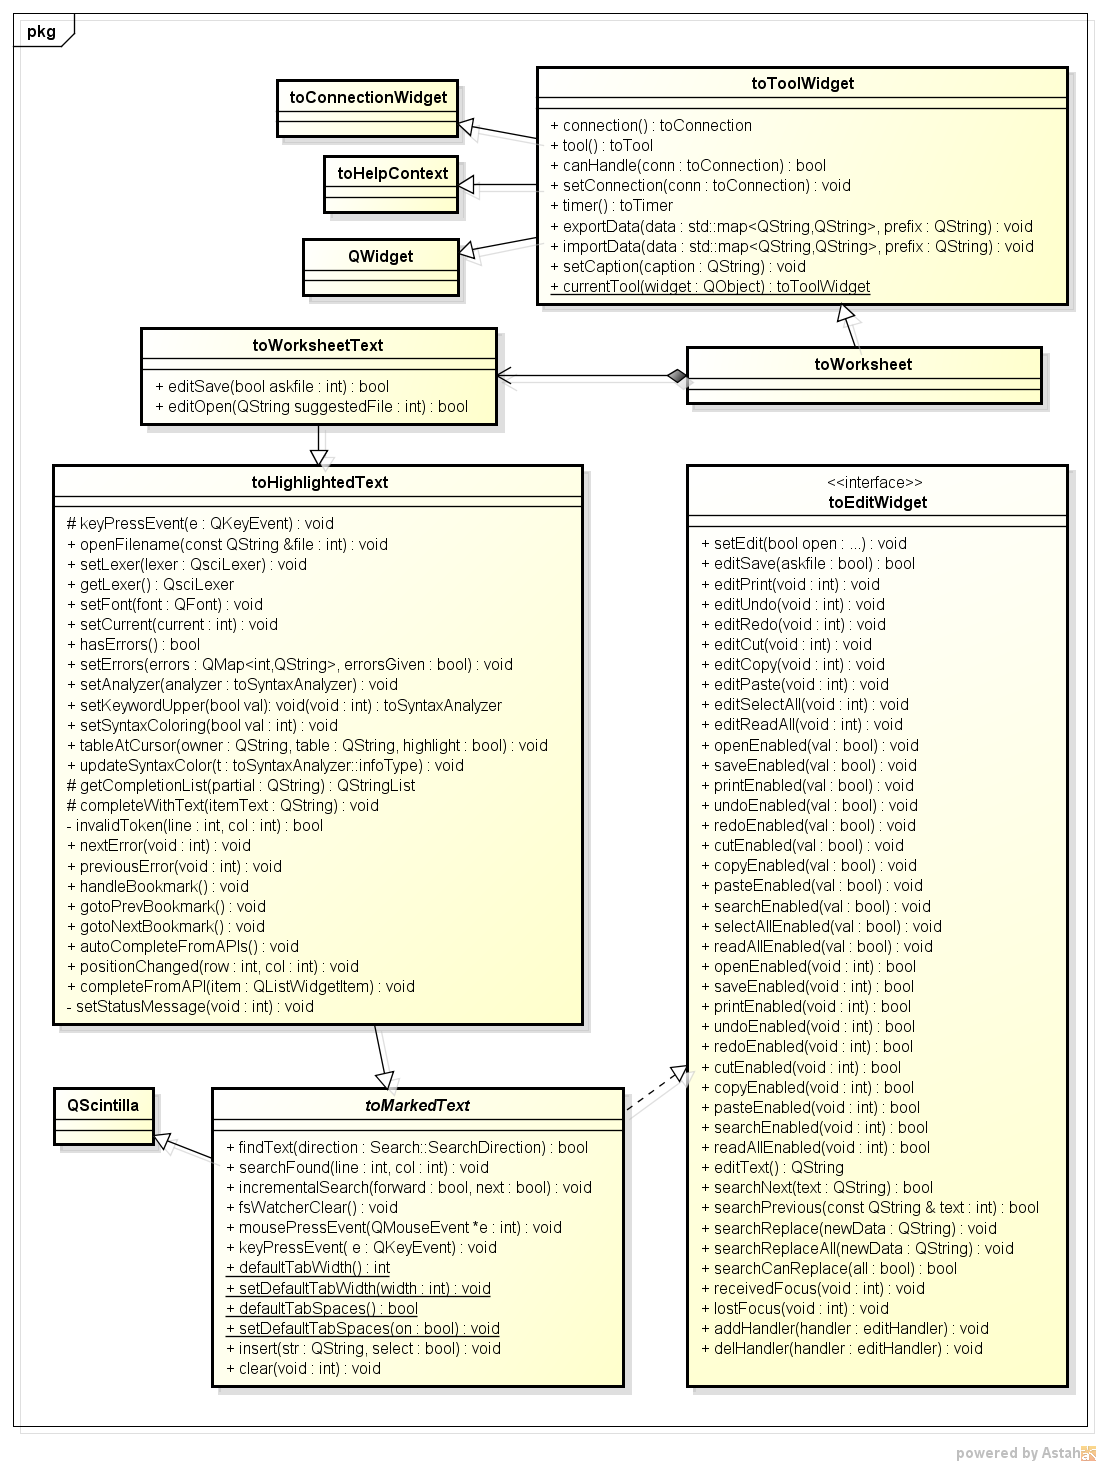 pkg
toConnectionWidget
toHelpContext
QWidget
toToolWidget
+ connection() : toConnection
+ tool() : toTool
+ canHandle(conn : toConnection) : bool
+ setConnection(conn : toConnection) : void
+ timer() : toTimer
+ exportData(data : std::map<QString,QString>, prefix : QString) : void
+ importData(data : std::map<QString,QString>, prefix : QString) : void
+ setCaption(caption : QString) : void
+ currentTool(widget : QObject) : toToolWidget
toWorksheetText
+ editSave(bool askfile : int) : bool
+ editOpen(QString suggestedFile : int) : bool
toWorksheet
toHighlightedText
# keyPressEvent(e : QKeyEvent) : void
+ openFilename(const QString &file : int) : void
+ setLexer(lexer : QsciLexer) : void
+ getLexer() : QsciLexer
+ setFont(font : QFont) : void
+ setCurrent(current : int) : void
+ hasErrors() : bool
+ setErrors(errors : QMap<int,QString>, errorsGiven : bool) : void
+ setAnalyzer(analyzer : toSyntaxAnalyzer) : void
+ setKeywordUpper(bool val): void(void : int) : toSyntaxAnalyzer
+ setSyntaxColoring(bool val : int) : void
+ tableAtCursor(owner : QString, table : QString, highlight : bool) : void
+ updateSyntaxColor(t : toSyntaxAnalyzer::infoType) : void
# getCompletionList(partial : QString) : QStringList
# completeWithText(itemText : QString) : void
- invalidToken(line : int, col : int) : bool
+ nextError(void : int) : void
+ previousError(void : int) : void
+ handleBookmark() : void
+ gotoPrevBookmark() : void
+ gotoNextBookmark() : void
+ autoCompleteFromAPIs() : void
+ positionChanged(row : int, col : int) : void
+ completeFromAPI(item : QListWidgetItem) : void
- setStatusMessage(void : int) : void
<<interface>>
toEditWidget
+ setEdit(bool open : ...) : void
+ editSave(askfile : bool) : bool
+ editPrint(void : int) : void
+ editUndo(void : int) : void
+ editRedo(void : int) : void
+ editCut(void : int) : void
+ editCopy(void : int) : void
+ editPaste(void : int) : void
+ editSelectAll(void : int) : void
+ editReadAll(void : int) : void
+ openEnabled(val : bool) : void
+ saveEnabled(val : bool) : void
+ printEnabled(val : bool) : void
+ undoEnabled(val : bool) : void
+ redoEnabled(val : bool) : void
+ cutEnabled(val : bool) : void
+ copyEnabled(val : bool) : void
+ pasteEnabled(val : bool) : void
+ searchEnabled(val : bool) : void
+ selectAllEnabled(val : bool) : void
+ readAllEnabled(val : bool) : void
+ openEnabled(void : int) : bool
+ saveEnabled(void : int) : bool
+ printEnabled(void : int) : bool
+ undoEnabled(void : int) : bool
+ redoEnabled(void : int) : bool
+ cutEnabled(void : int) : bool
+ copyEnabled(void : int) : bool
+ pasteEnabled(void : int) : bool
+ searchEnabled(void : int) : bool
+ readAllEnabled(void : int) : bool
+ editText() : QString
+ searchNext(text : QString) : bool
+ searchPrevious(const QString & text : int) : bool
+ searchReplace(newData : QString) : void
+ searchReplaceAll(newData : QString) : void
+ searchCanReplace(all : bool) : bool
+ receivedFocus(void : int) : void
+ lostFocus(void : int) : void
+ addHandler(handler : editHandler) : void
+ delHandler(handler : editHandler) : void
QScintilla
toMarkedText
+ findText(direction : Search::SearchDirection) : bool
+ searchFound(line : int, col : int) : void
+ incrementalSearch(forward : bool, next : bool) : void
+ fsWatcherClear() : void
+ mousePressEvent(QMouseEvent *e : int) : void
+ keyPressEvent( e : QKeyEvent) : void
+ defaultTabWidth() : int
+ setDefaultTabWidth(width : int) : void
+ defaultTabSpaces() : bool
+ setDefaultTabSpaces(on : bool) : void
+ insert(str : QString, select : bool) : void
+ clear(void : int) : void
powered by Astah